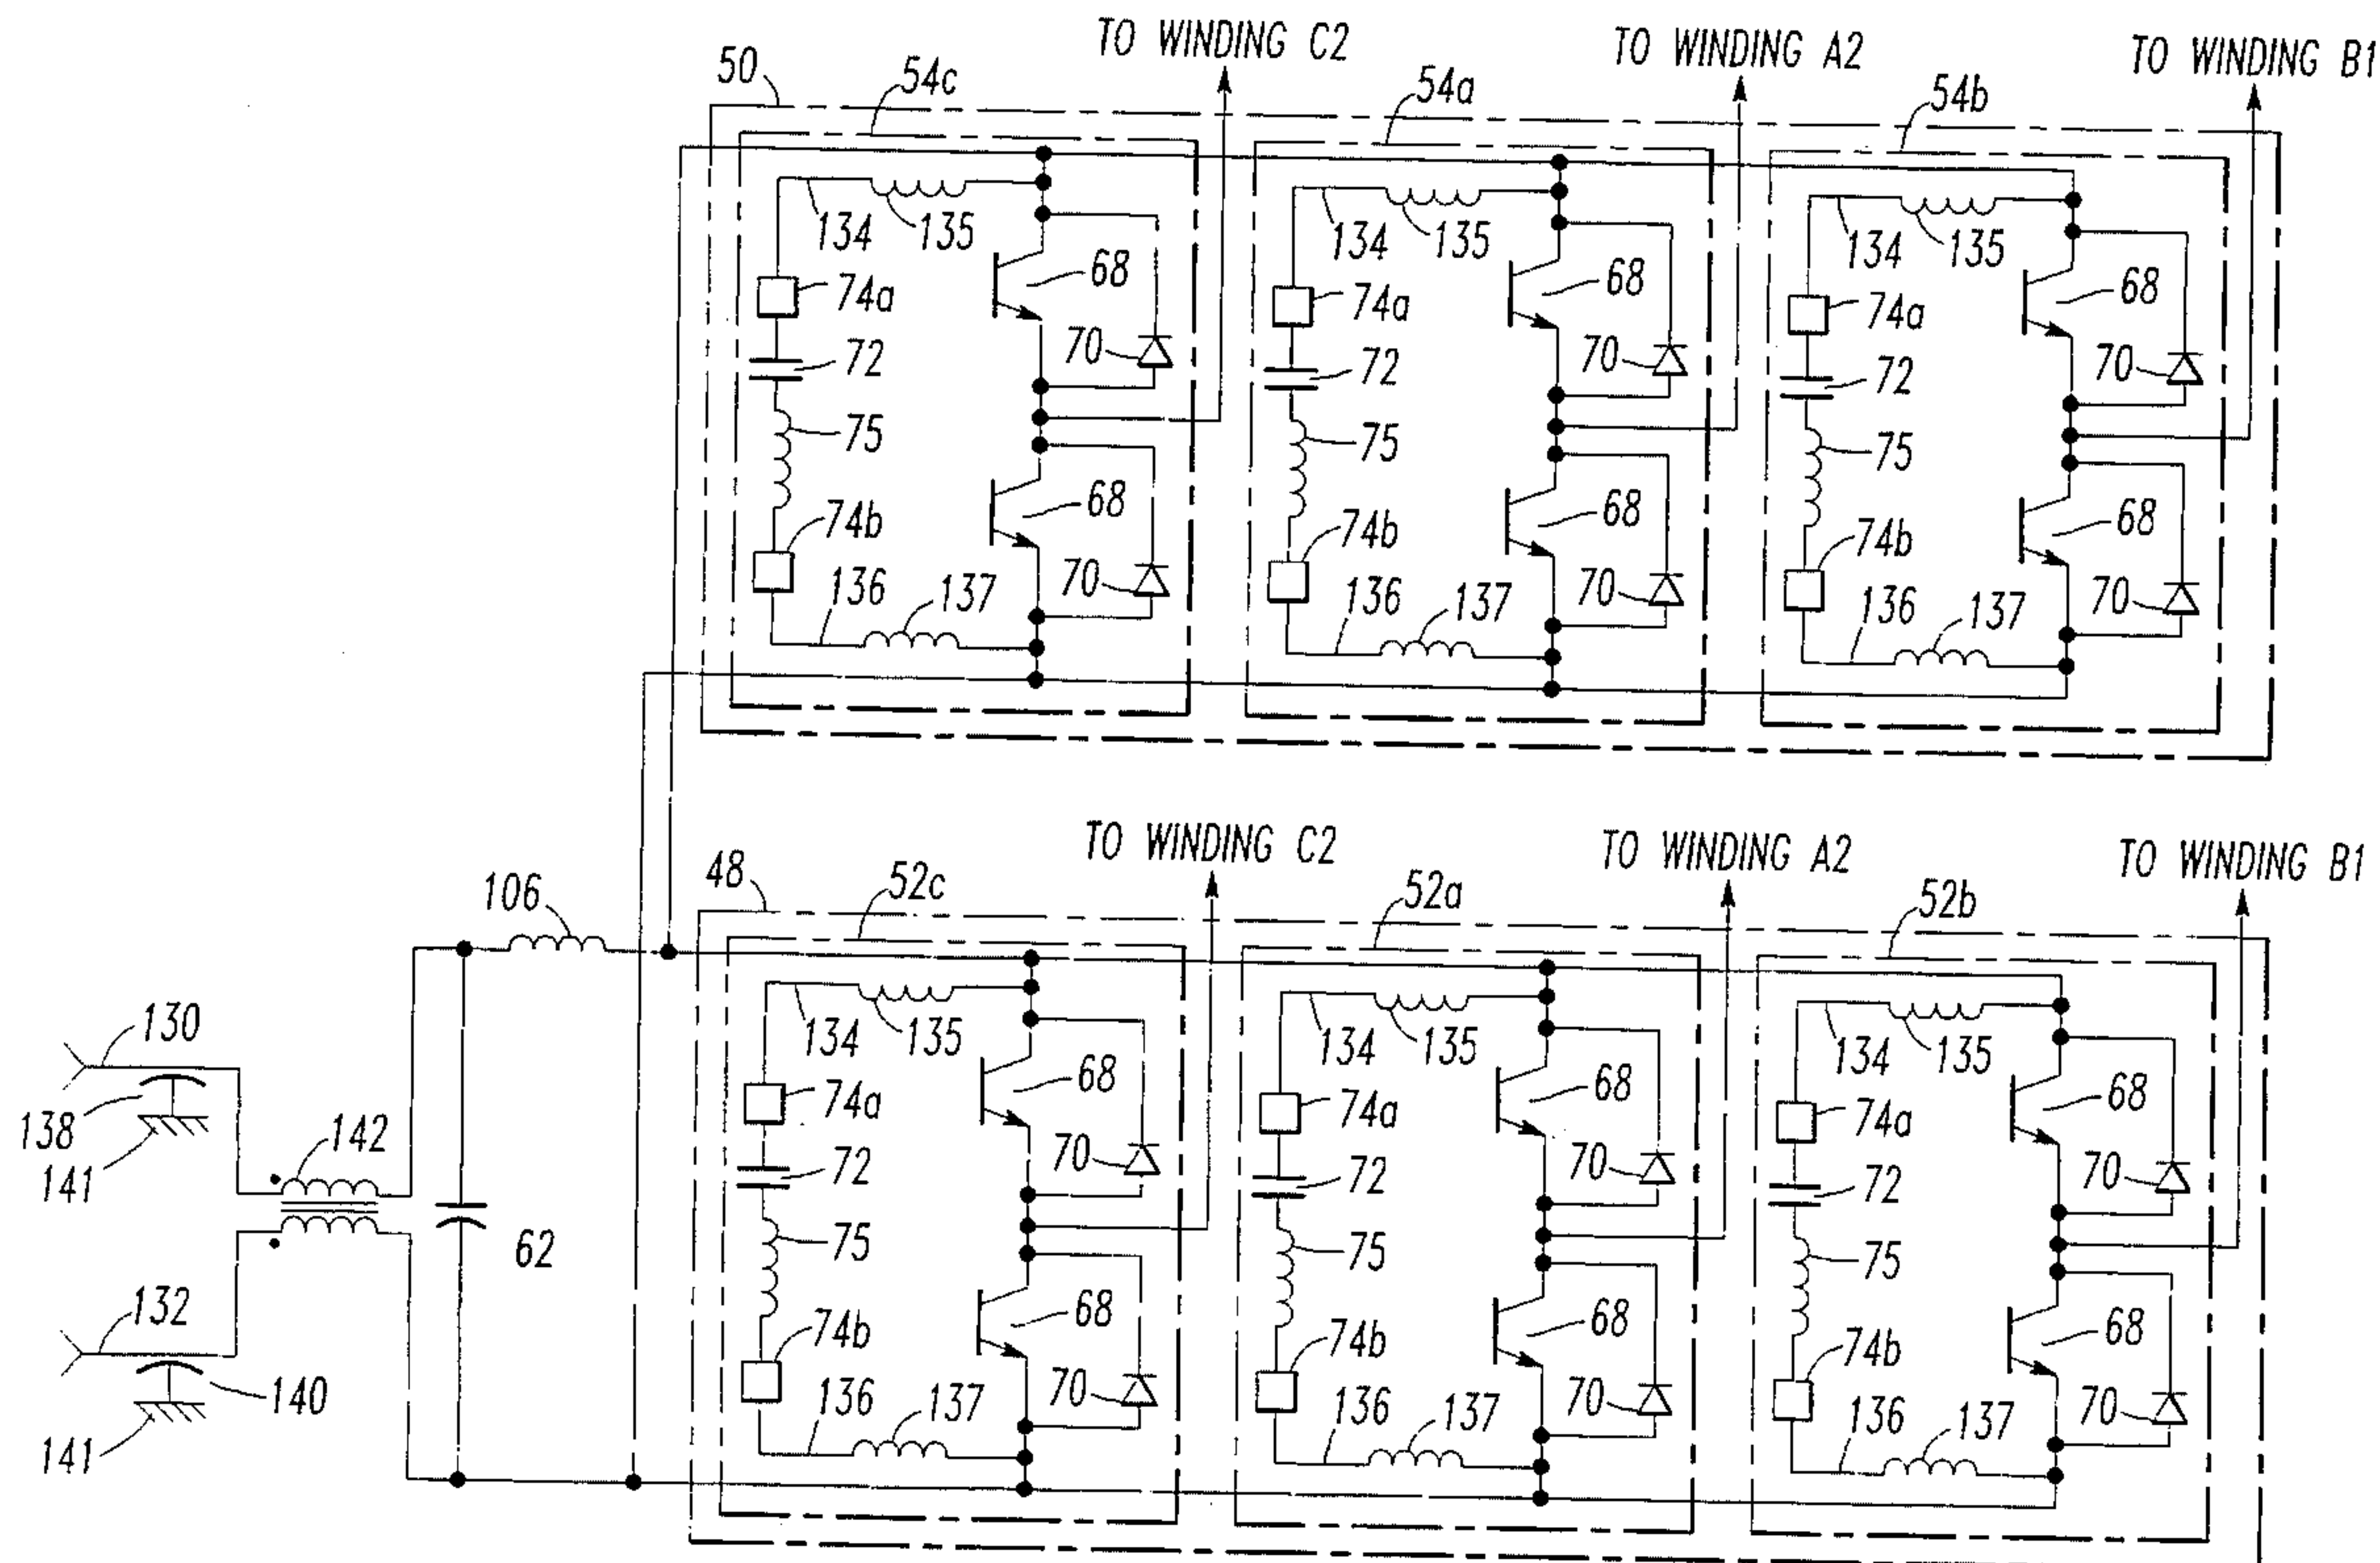 TO WINDING C2
TO WINDING A2
TO WINDING B1
50
54c
54a
54b
134
135
134
135
134
135
68
68
68
74a
74a
74a
70
70
70
72
72
72
75
75
75
68
68
68
74b
74b
74b
70
70
70
136
137
136
137
136
137
TO WINDING C2
TO WINDING A2
TO WINDING B1
48
52c
52a
52b
106
130
134
135
134
135
134
135
68
68
68
138
74a
74a
74a
141
142
70
70
70
72
72
72
62
75
75
75
132
68
68
68
74b
74b
74b
140
70
70
70
141
136
137
136
137
136
137